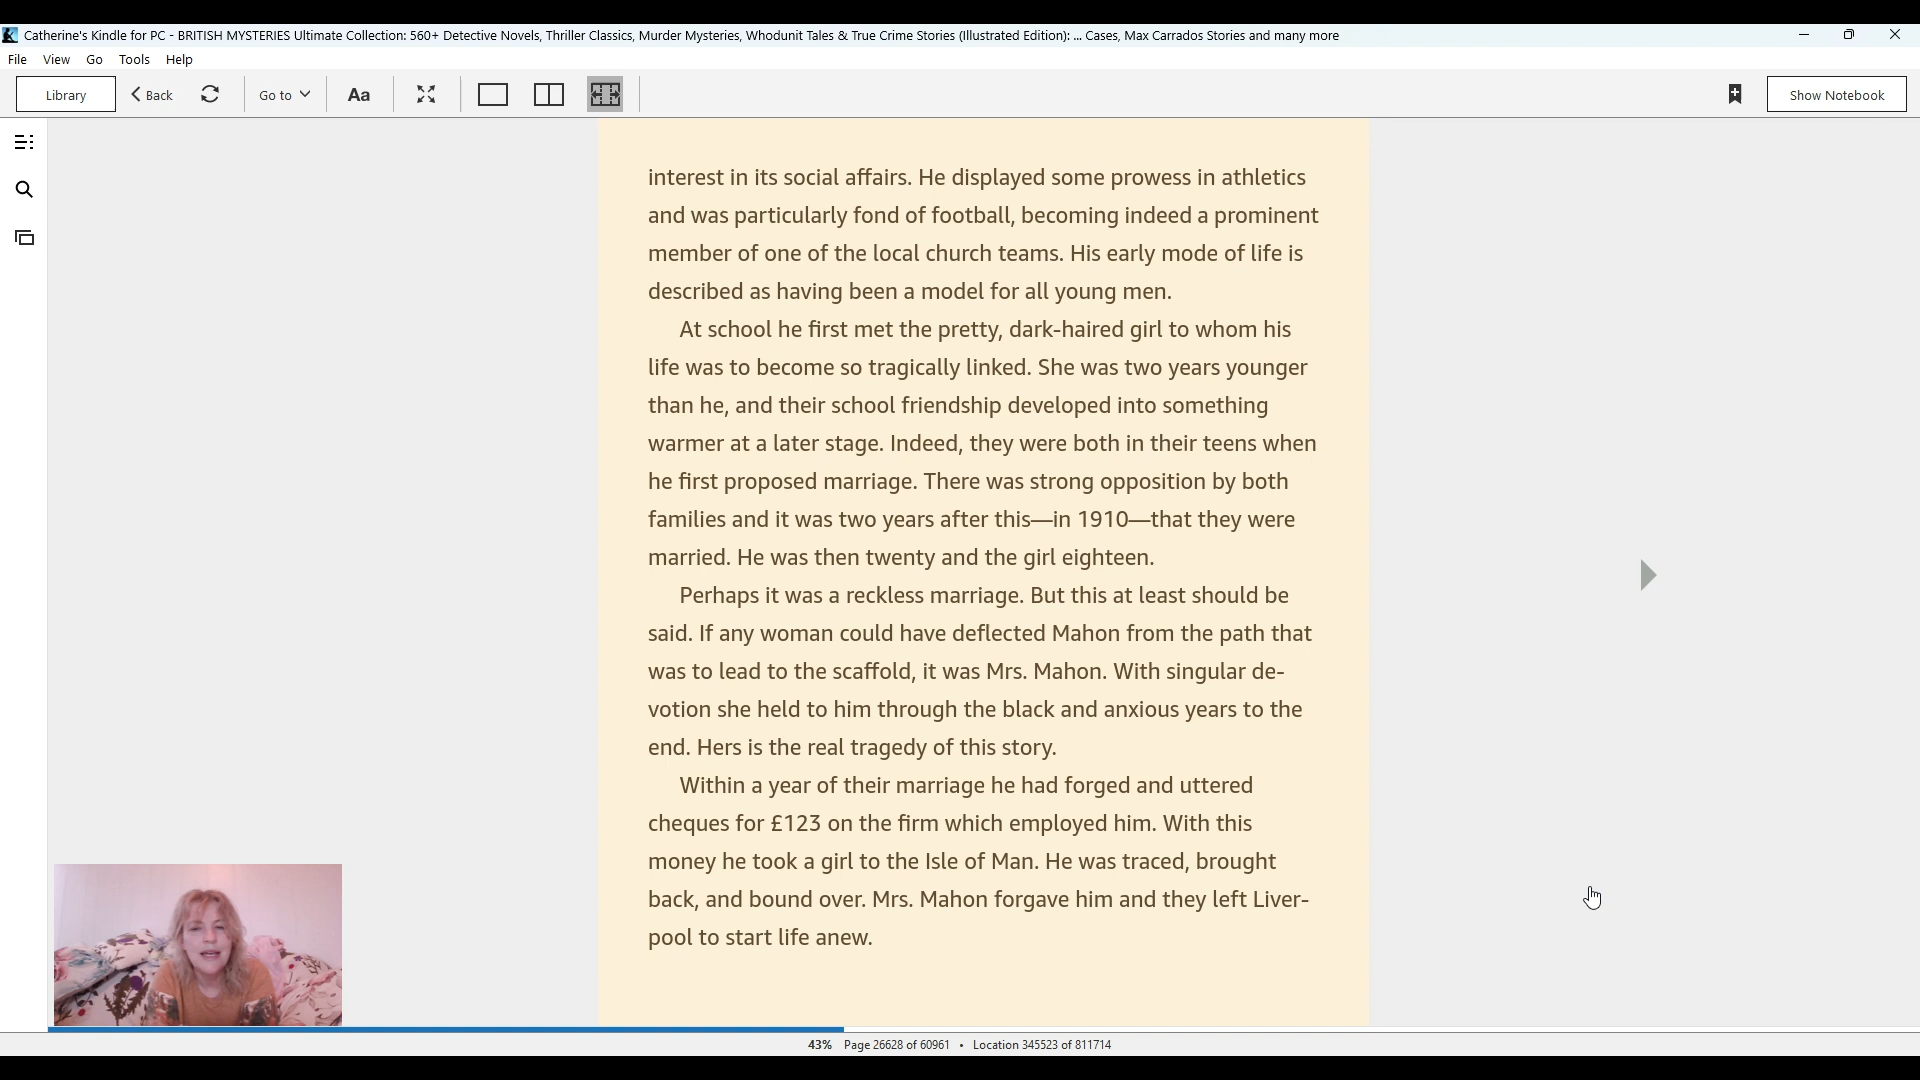 Catherine's Kindle for PC - BRITISH MYSTERIES Ultimate Collection: 560+ Detective Novels, Thriller Classics, Murder Mysteries, Whodunit Tales & True Crime Stories (Illustrated Edition): ... Cases, Max Carrados Stories and many more
File View Go Tools Help
Library Back Go to Aa Show Notebook
interest in its social affairs. He displayed some prowess in athletics
and was particularly fond of football, becoming indeed a prominent
member of one of the local church teams. His early mode of life is
described as having been a model for all young men.
At school he first met the pretty, dark-haired girl to whom his
life was to become so tragically linked. She was two years younger
than he, and their school friendship developed into something
warmer at a later stage. Indeed, they were both in their teens when
he first proposed marriage. There was strong opposition by both
families and it was two years after this—in 1910—that they were
married. He was then twenty and the girl eighteen.
Perhaps it was a reckless marriage. But this at least should be
said. If any woman could have deflected Mahon from the path that
was to lead to the scaffold, it was Mrs. Mahon. With singular de-
votion she held to him through the black and anxious years to the
end. Hers is the real tragedy of this story.
Within a year of their marriage he had forged and uttered
cheques for £123 on the firm which employed him. With this
money he took a girl to the Isle of Man. He was traced, brought
back, and bound over. Mrs. Mahon forgave him and they left Liver-
pool to start life anew.
43% Page 26628 of 60961 • Location 345523 of 811714